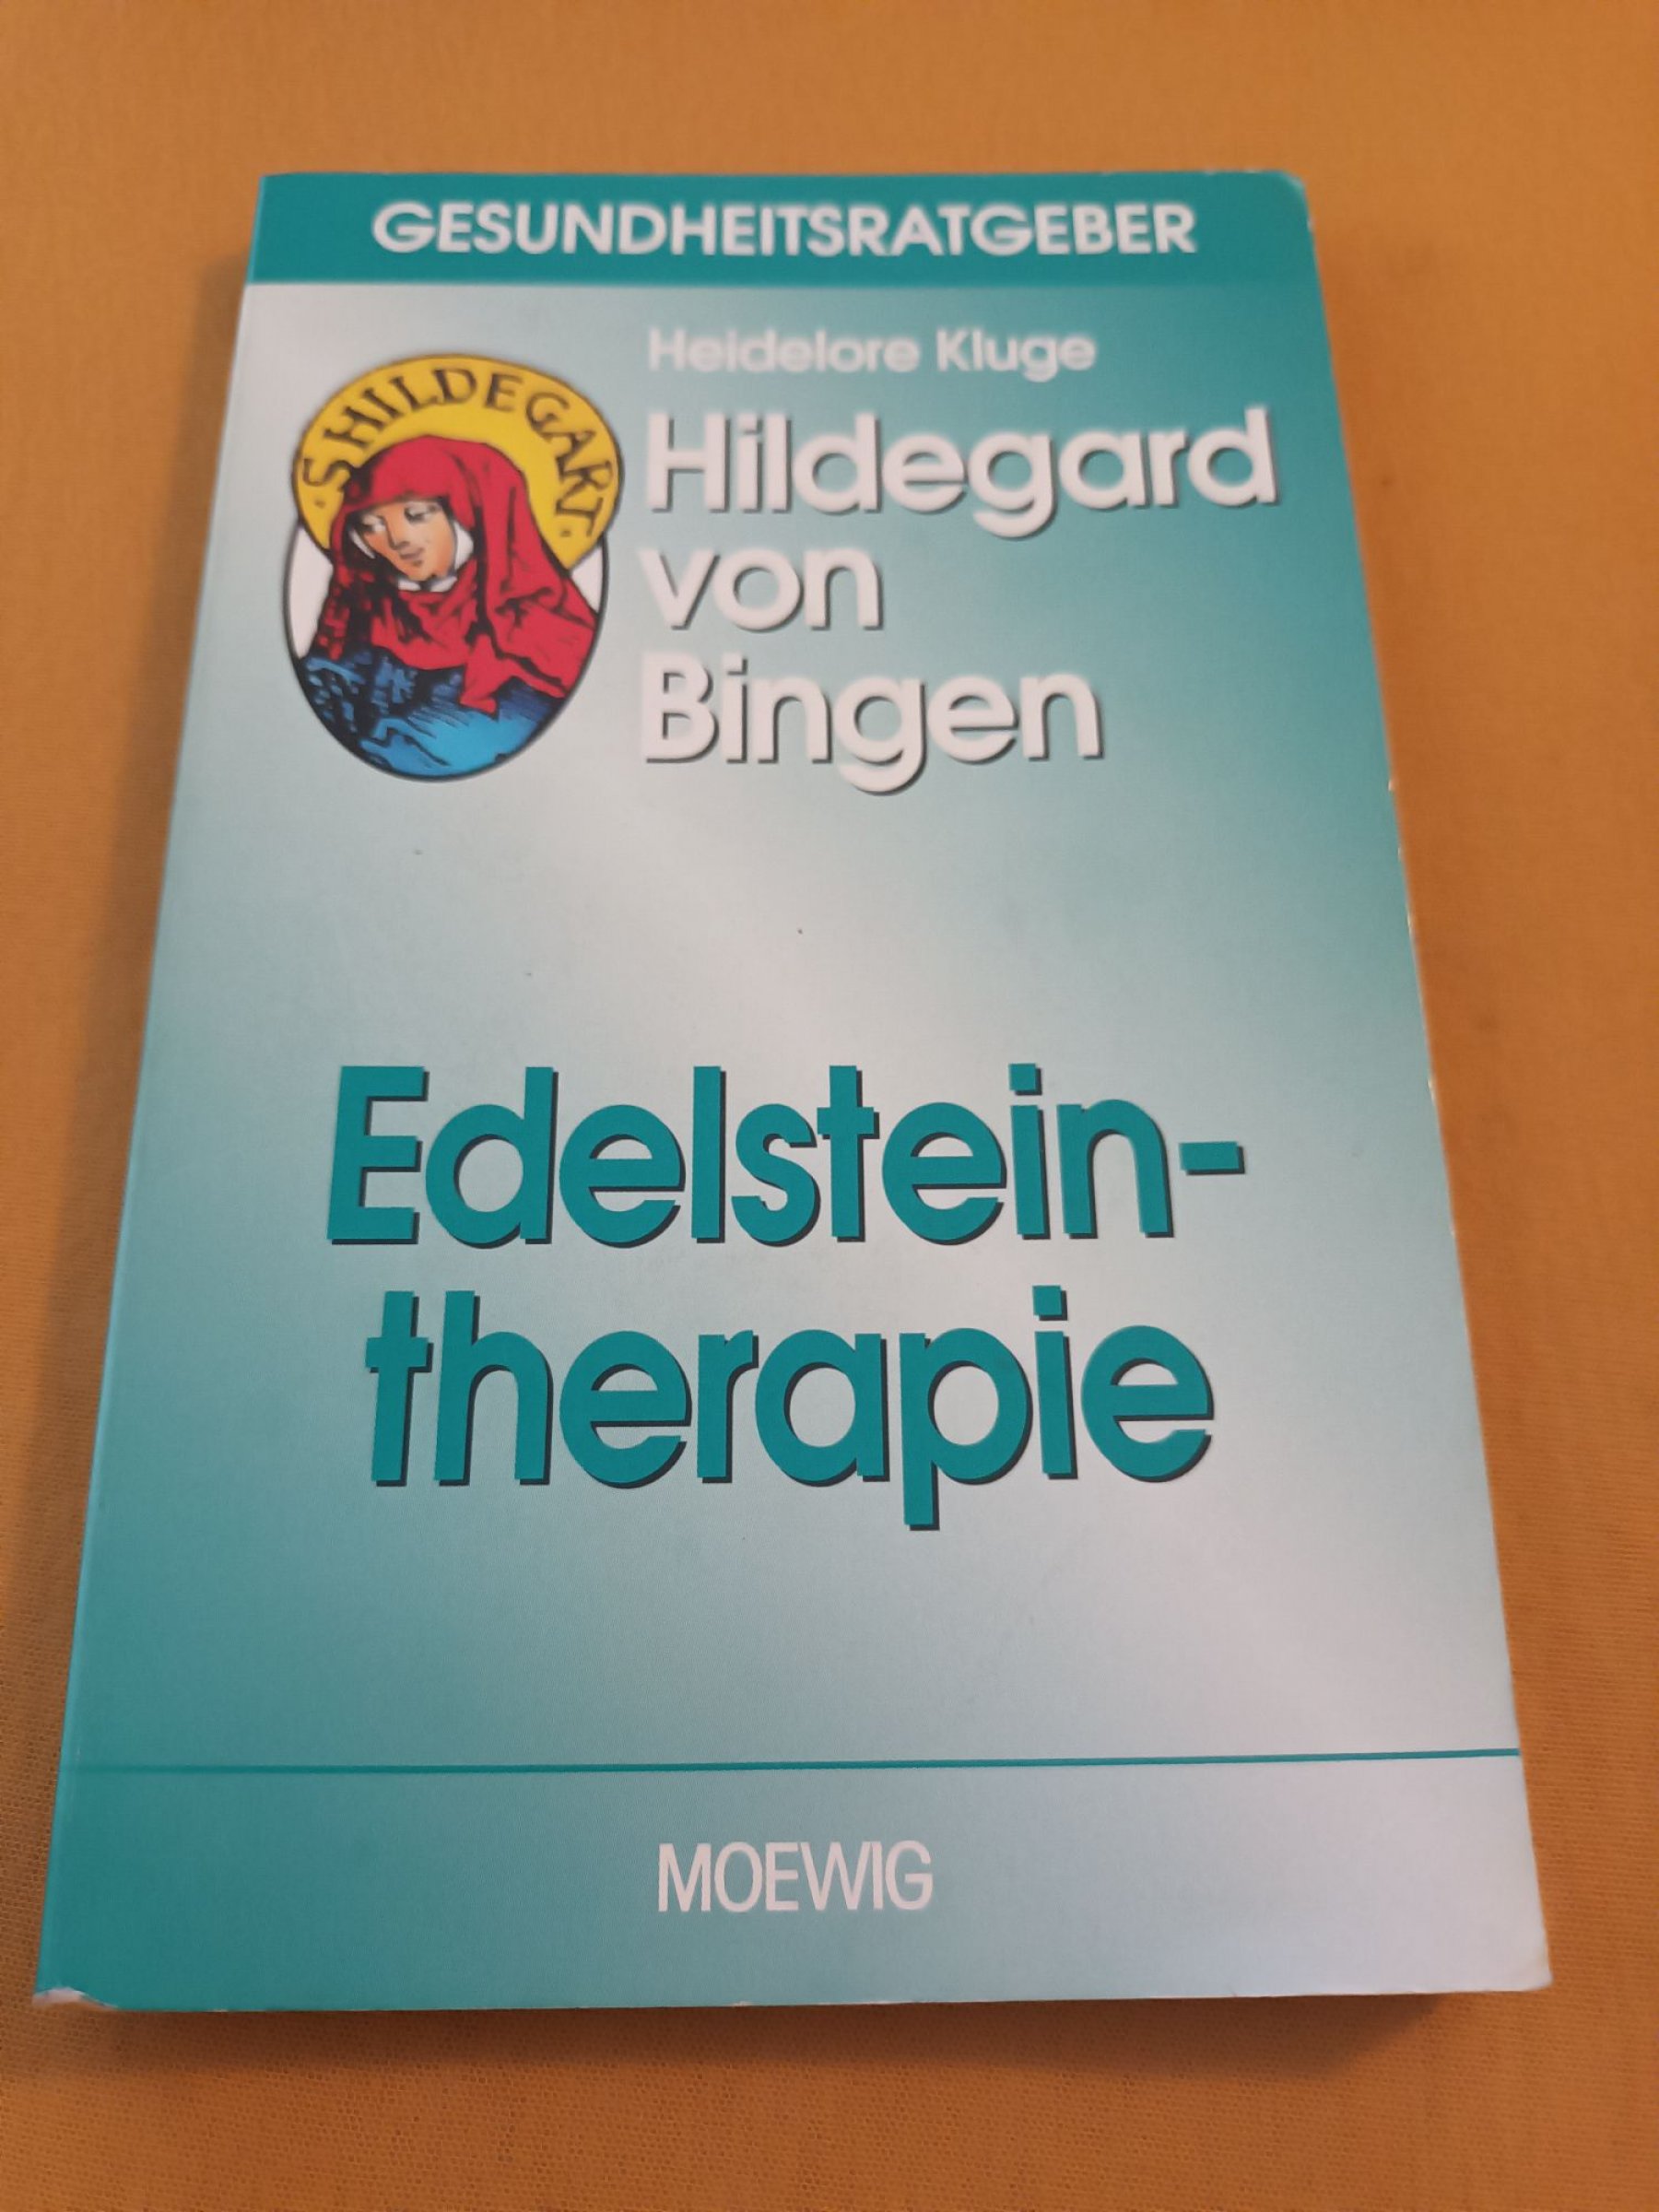 GESUNDHEITSRATGEBER
Heidelore Kluge
·S HILDEGART·
Hildegard
von
Bingen
Edelstein-
therapie
MOEWIG